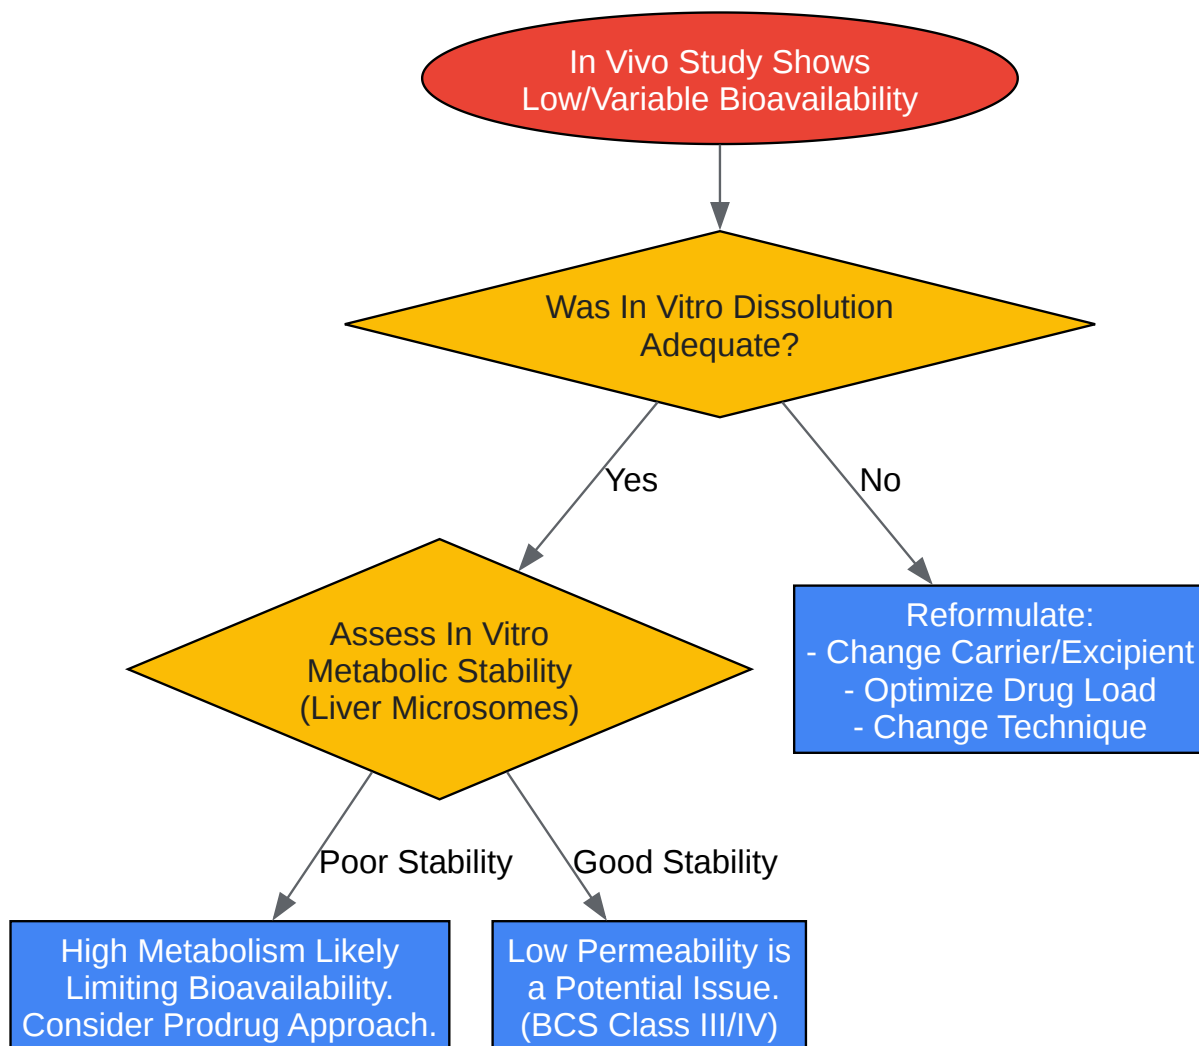 In Vivo Study Shows
Low/Variable Bioavailability
Was In Vitro Dissolution
Adequate?
Yes
No
Assess In Vitro
Metabolic Stability
(Liver Microsomes)
Reformulate:
- Change Carrier/Excipient
- Optimize Drug Load
- Change Technique
Poor Stability
Good Stability
High Metabolism Likely
Limiting Bioavailability.
Consider Prodrug Approach.
Low Permeability is
a Potential Issue.
(BCS Class III/IV)